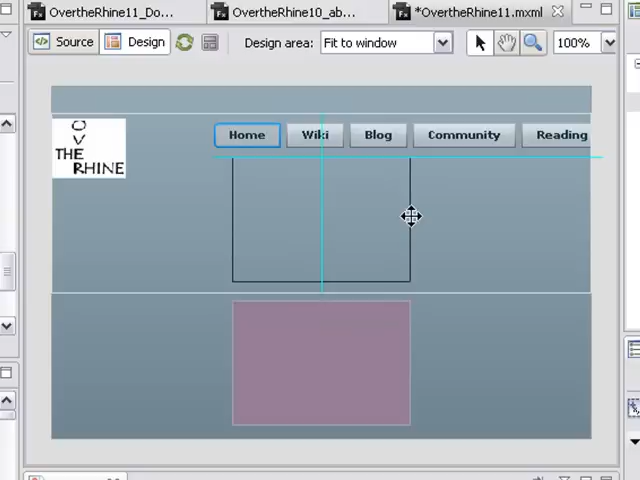 OvertheRhine11_Do...
OvertheRhine10_ab...
*OvertheRhine11.mxml
Source
Design
Design area:
Fit to window
100%
O
V
THE
RHINE
Home
Wiki
Blog
Community
Reading